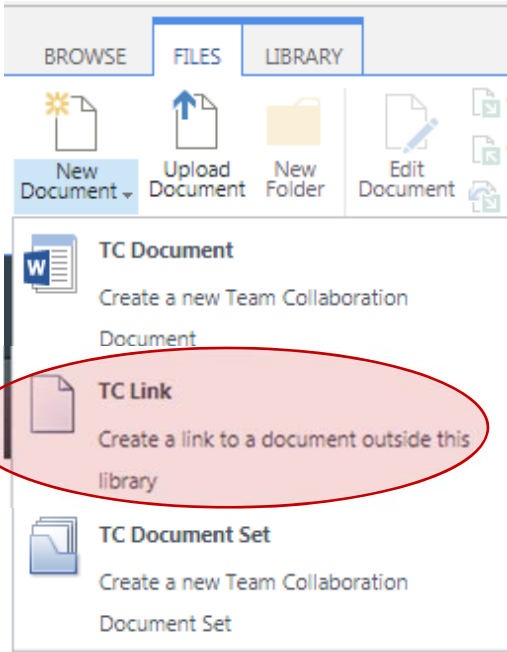 BROWSE FILES LIBRARY
New Upload New Edit
Document Document Folder Document
W
TC Document
Create a new Team Collaboration
Document
TC Link
Create a link to a document outside this
library
TC Document Set
Create a new Team Collaboration
Document Set